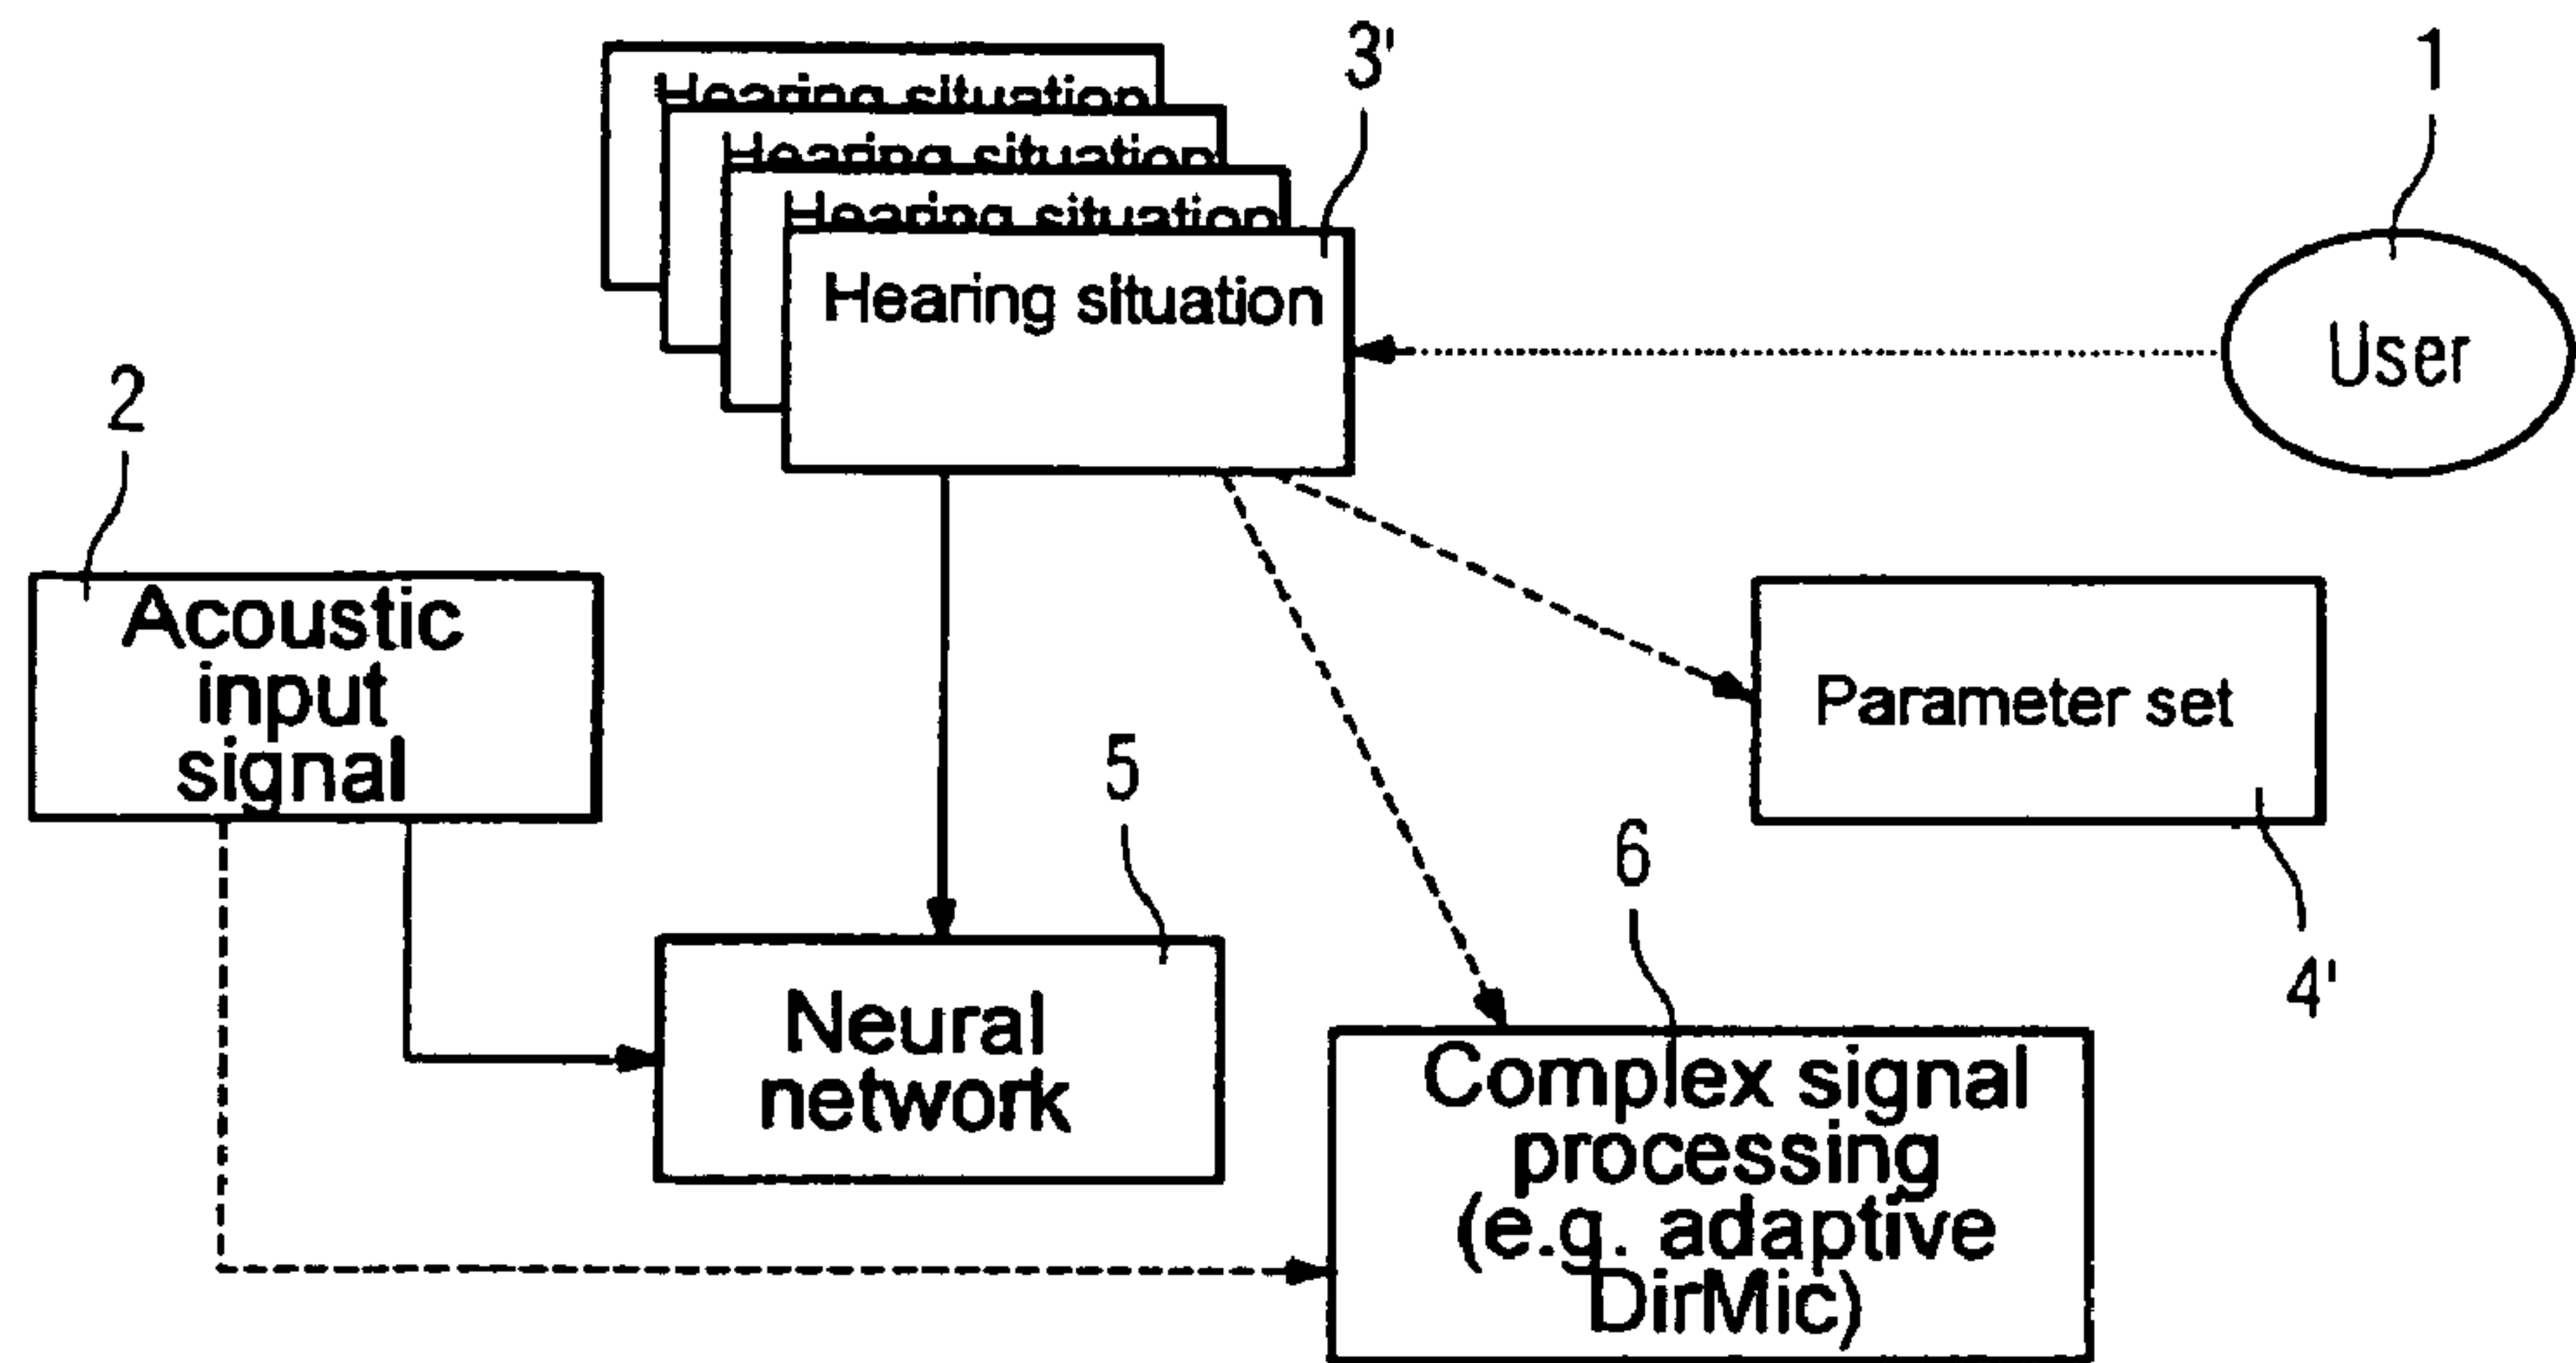 3'
1
Hearing situation
Hearing situation
Hearing situation
Hearing situation
User
2
Acoustic
input
signal
Parameter set
5
6
4'
Neural
network
Complex signal
processing
(e.g. adaptive
DirMic)